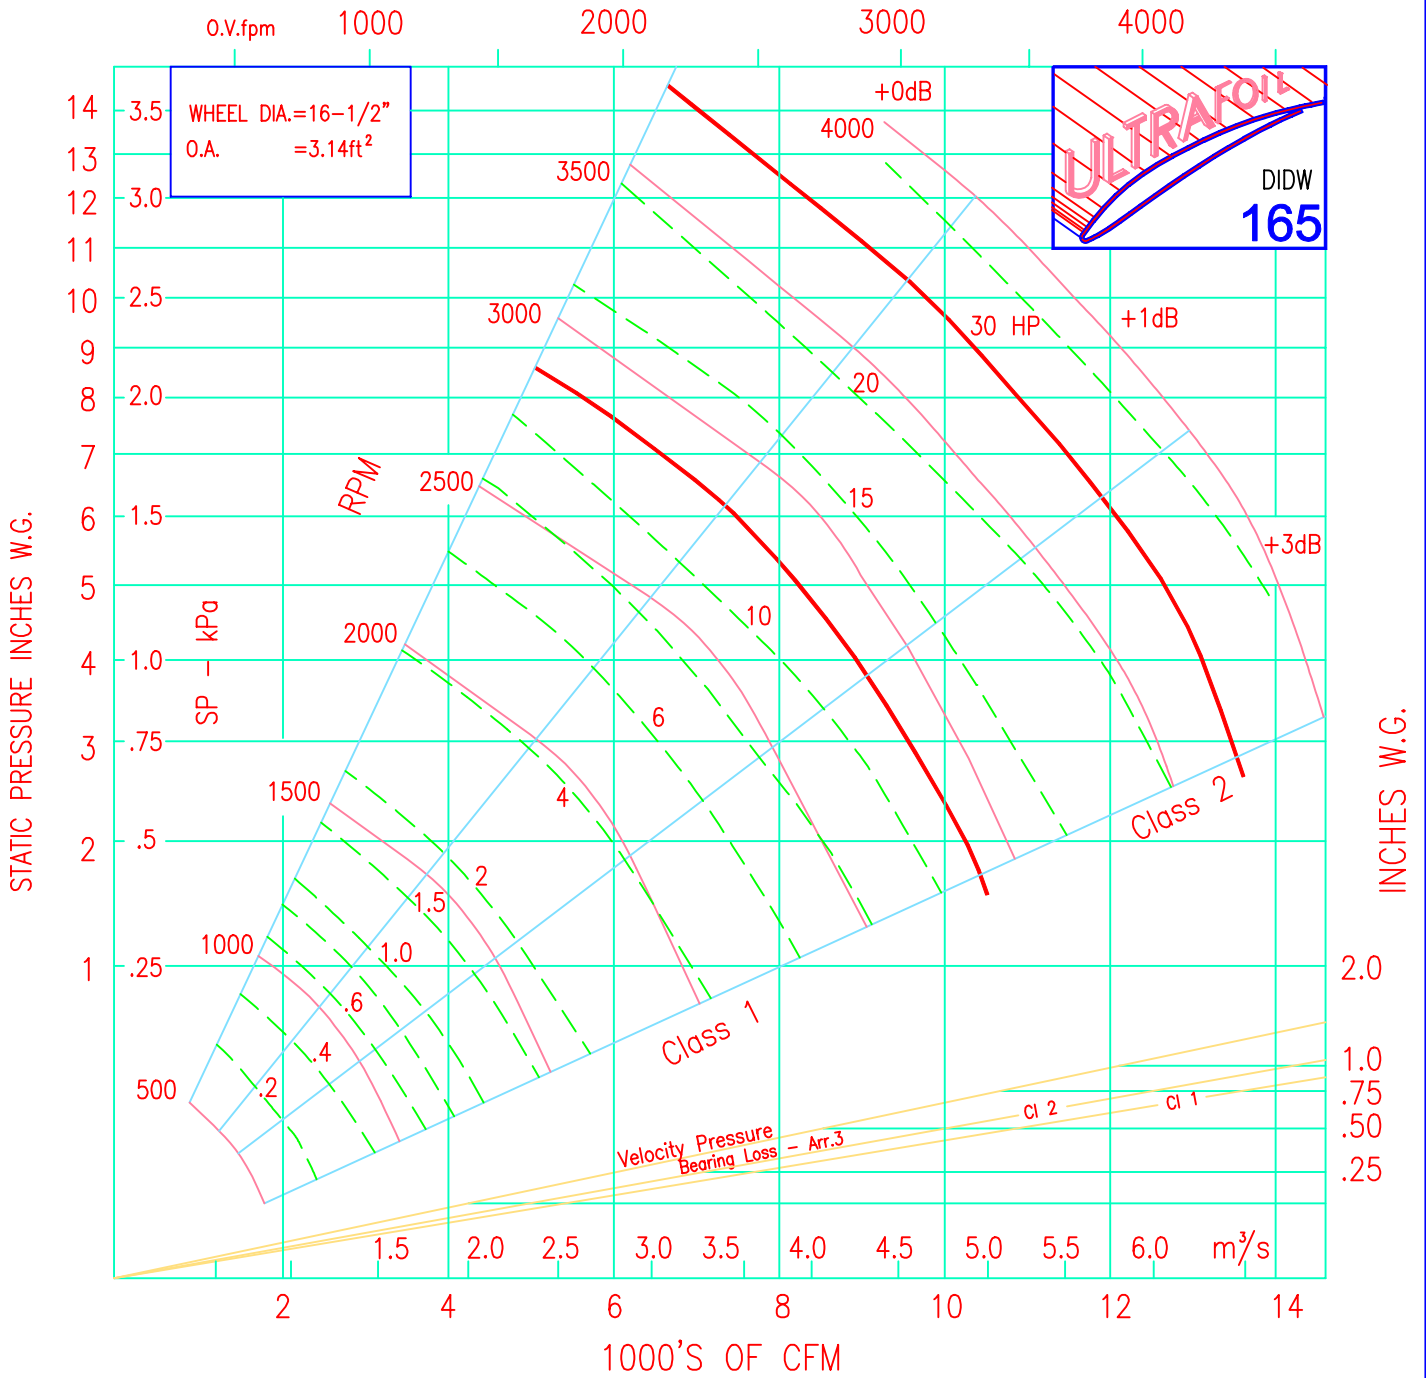 O.V.fpm 1000 2000 3000 4000
WHEEL DIA.=16-1/2"
O.A. =3.14ft²
ULTRAFOIL
DIDW
165
+0dB
+1dB
+3dB
14 3.5
13
12 3.0
11
10 2.5
9
8 2.0
7
6 1.5
5
4 1.0
3 .75
2 .5
1 .25
STATIC PRESSURE INCHES W.G.
SP - kPa
RPM
4000
3500
3000
2500
2000
1500
1000
500
30 HP
20
15
10
6
4
2
1.5
1.0
.6
.4
.2
Class 2
Class 1
INCHES W.G.
2.0
1.0
.75
.50
.25
Cl 2
Cl 1
Velocity Pressure
Bearing Loss - Arr.3
1.5 2.0 2.5 3.0 3.5 4.0 4.5 5.0 5.5 6.0 m³/s
2 4 6 8 10 12 14
1000'S OF CFM